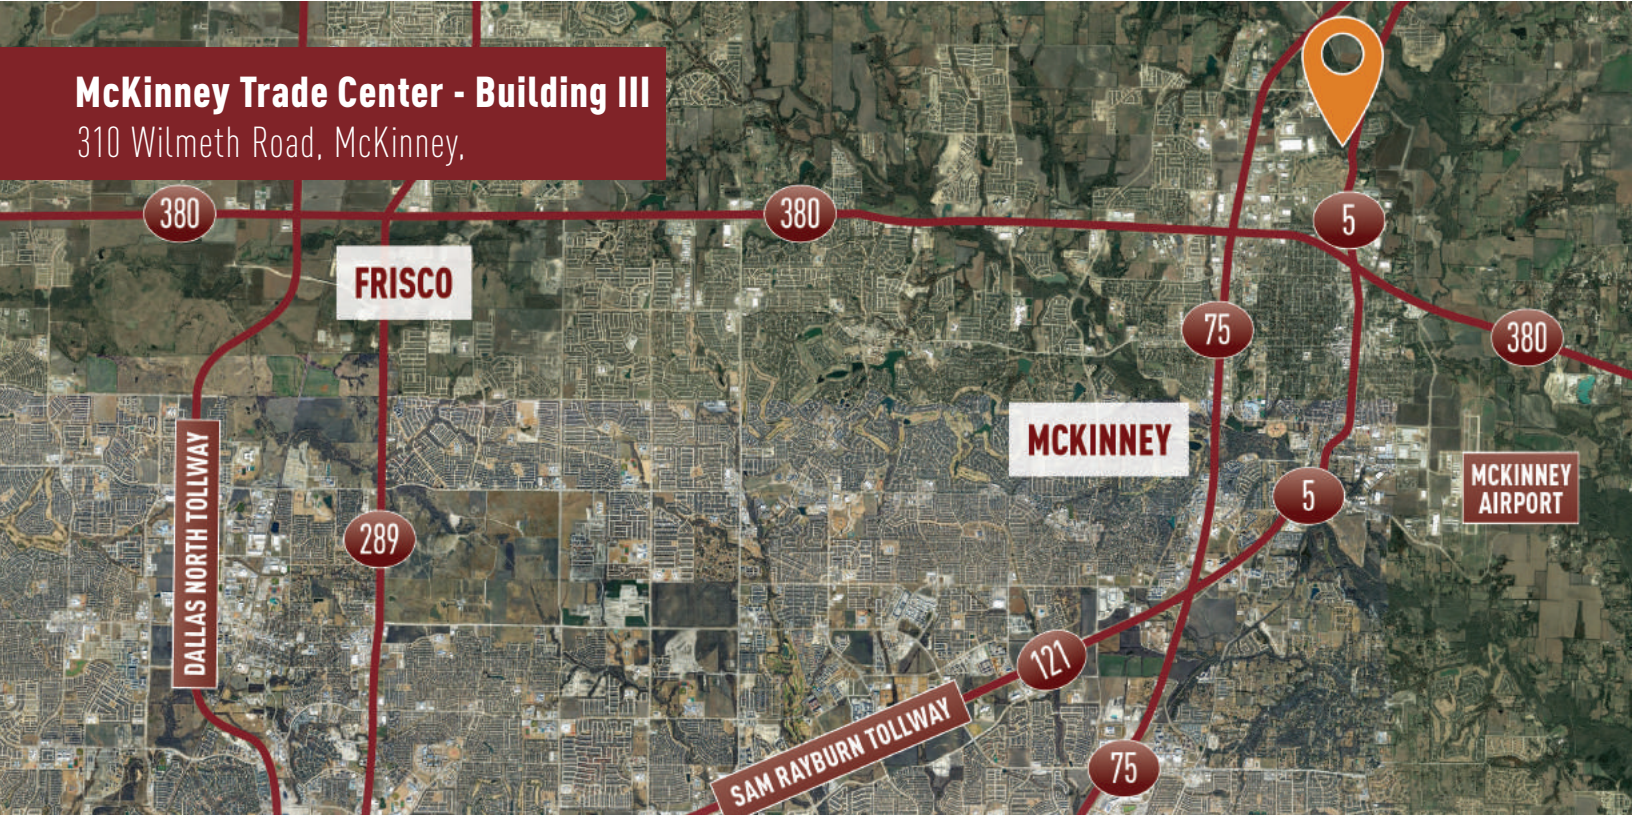 McKinney Trade Center - Building III
310 Wilmeth Road, McKinney,
380
380
5
FRISCO
75
380
MCKINNEY
DALLAS NORTH TOLLWAY
MCKINNEY
AIRPORT
5
289
121
SAM RAYBURN TOLLWAY
75